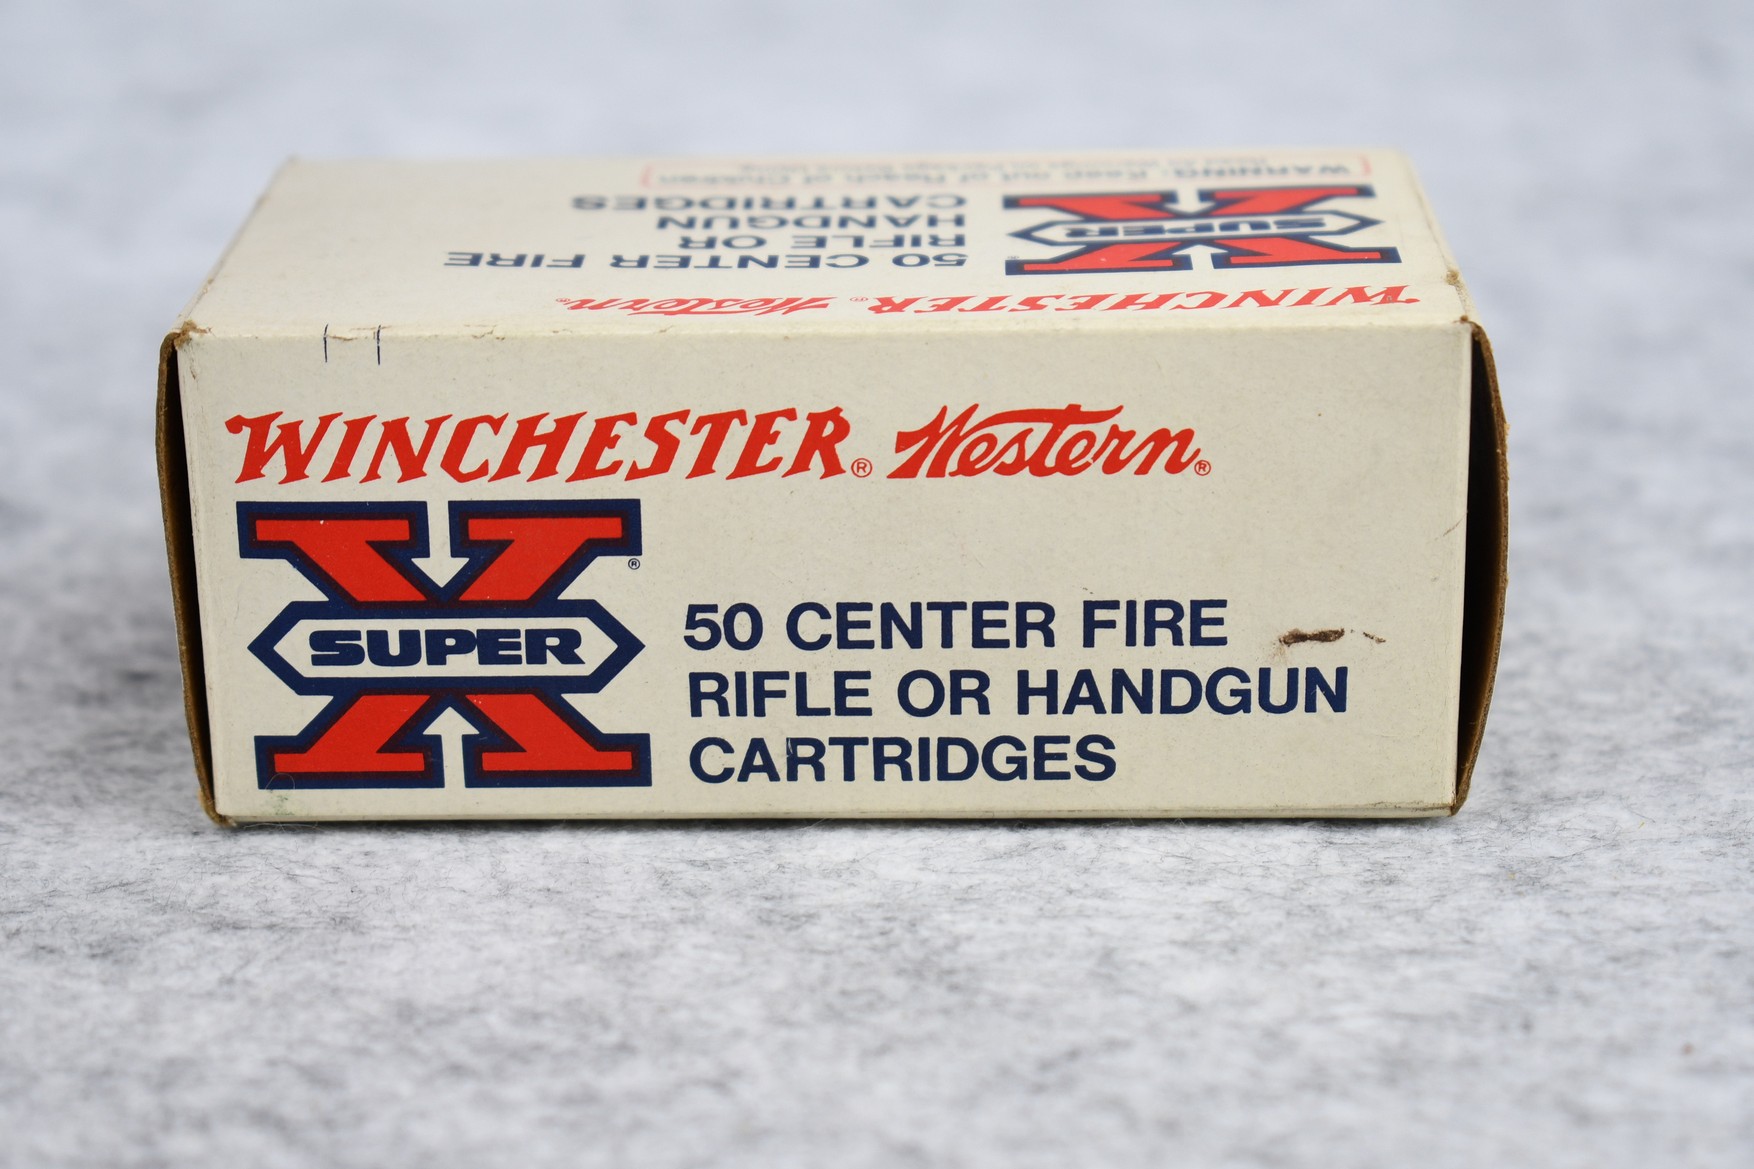 WARNING: Keep out of Reach of Children
50 CENTER FIRE
RIFLE OR
HANDGUN
CARTRIDGES
SUPER X ®
WINCHESTER® Western®
WINCHESTER® Western®
SUPER X ®
50 CENTER FIRE
RIFLE OR HANDGUN
CARTRIDGES